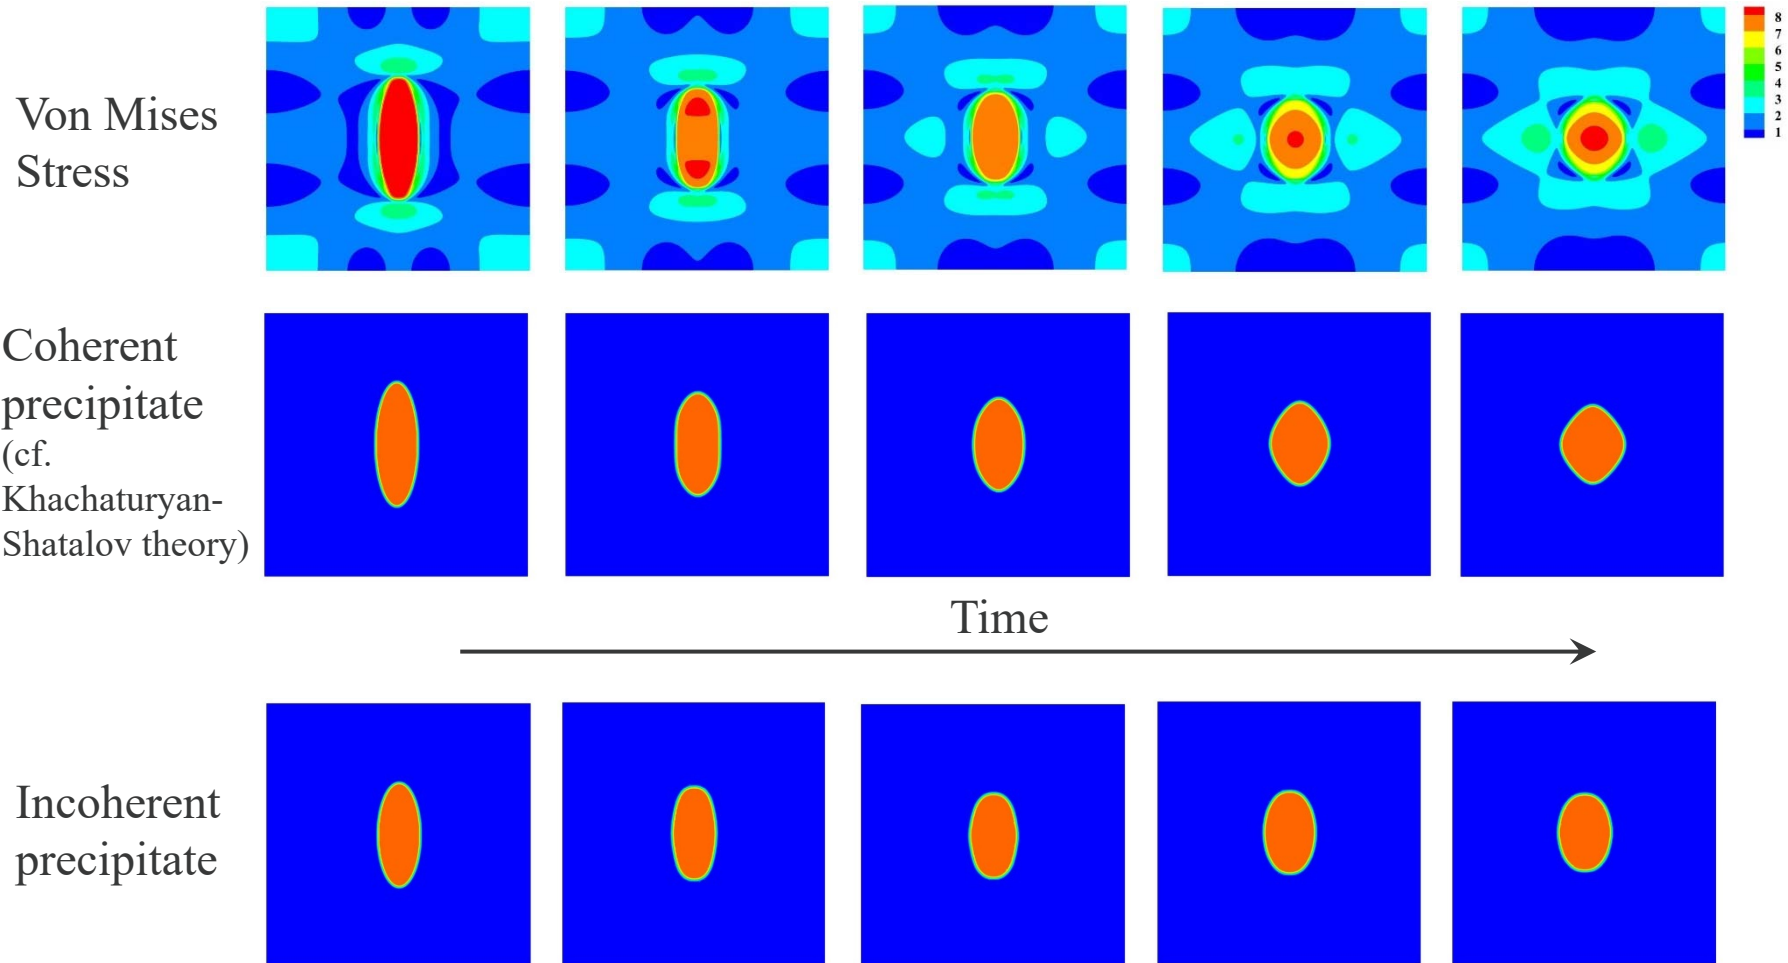 Von Mises
Stress
8
7
6
5
4
3
2
1
Coherent
precipitate
(cf.
Khachaturyan-
Shatalov theory)
Time
Incoherent
precipitate